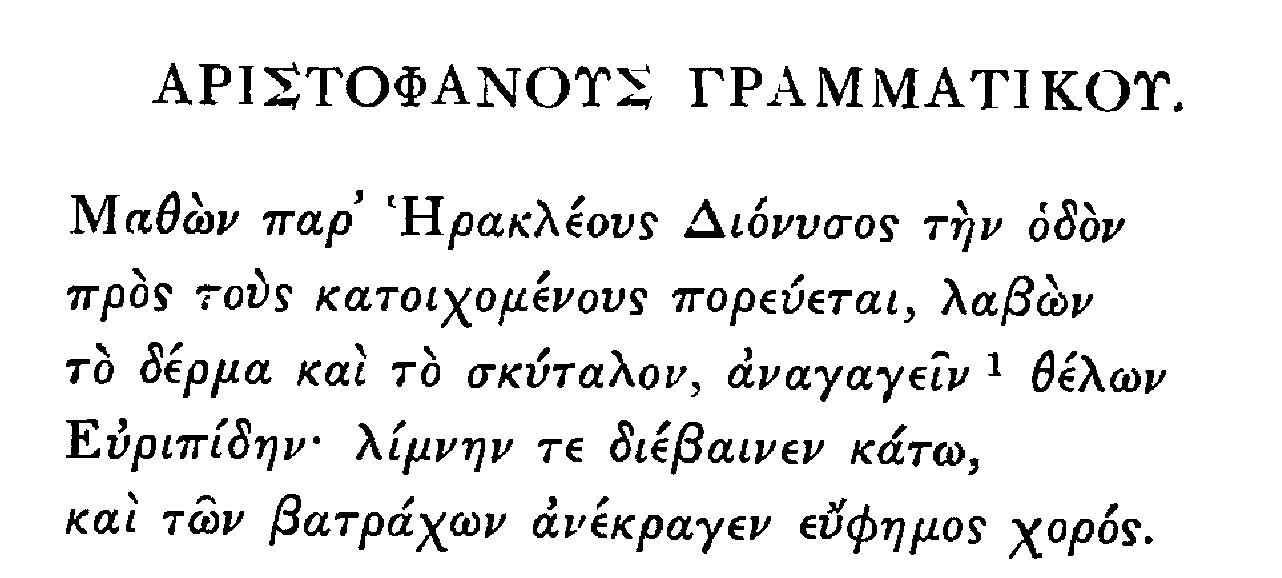 ΑΡΙΣΤΟΦΑΝΟΥΣ ΓΡΑΜΜΑΤΙΚΟΥ.
Μαθὼν παρ’ Ἡρακλέους Διόνυσος τὴν ὁδὸν
πρὸς τοὺς κατοιχομένους πορεύεται, λαβὼν
τὸ δέρμα καὶ τὸ σκύταλον, ἀναγαγεῖν ¹ θέλων
Εὐριπίδην· λίμνην τε διέβαινεν κάτω,
καὶ τῶν βατράχων ἀνέκραγεν εὔφημος χορός.